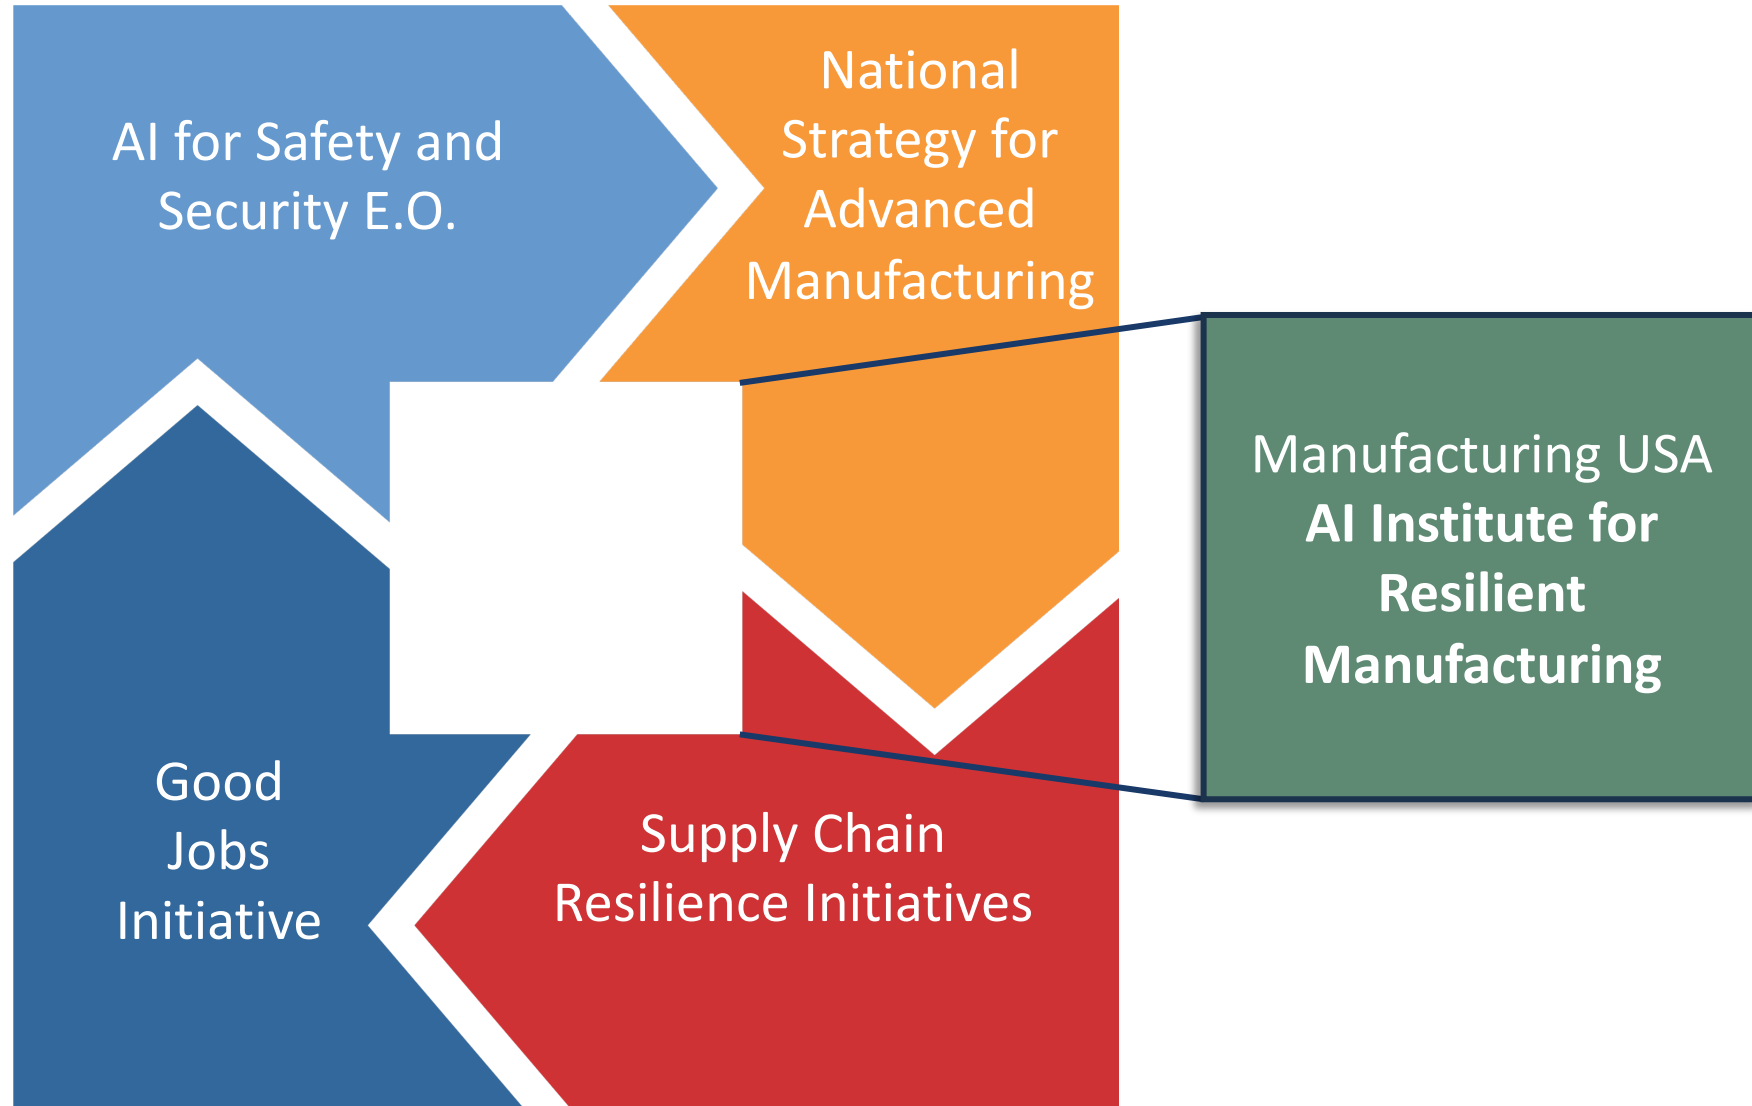 AI for Safety and
Security E.O.
National
Strategy for
Advanced
Manufacturing
Manufacturing USA
AI Institute for
Resilient
Manufacturing
Good
Jobs
Initiative
Supply Chain
Resilience Initiatives